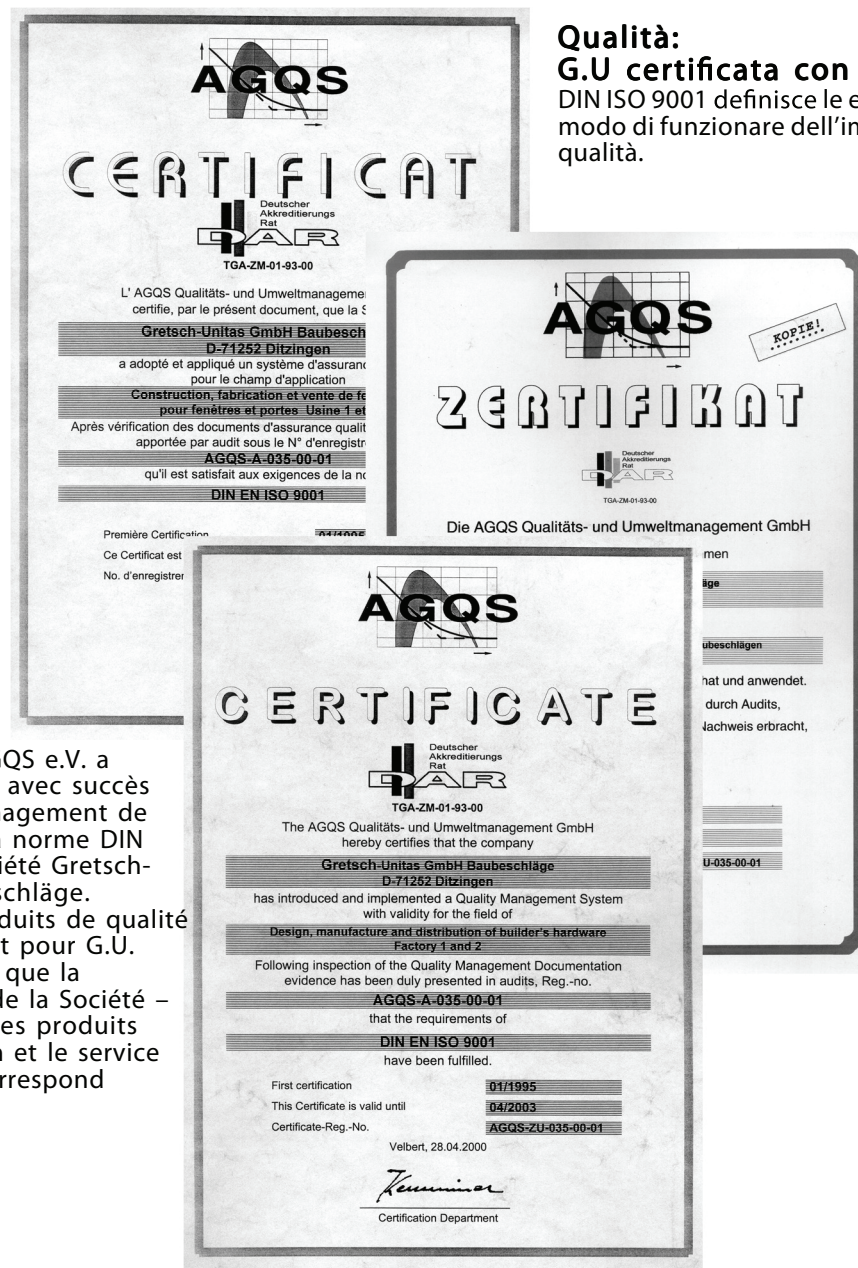 Qualità:
G.U certificata con
DIN ISO 9001 definisce le e
modo di funzionare dell'in
qualità.
AGQS
CERTIFICAT
Deutscher
Akkreditierungs
Rat
DAR
TGA-ZM-01-93-00
L' AGQS Qualitäts- und Umweltmanageme
certifie, par le présent document, que la S
Gretsch-Unitas GmbH Baubesch
D-71252 Ditzingen
a adopté et appliqué un système d'assuranc
pour le champ d'application
Construction, fabrication et vente de fe
pour fenêtres et portes Usine 1 et
Après vérification des documents d'assurance qualit
apportée par audit sous le N° d'enregistr
AGQS-A-035-00-01
qu'il est satisfait aux exigences de la no
DIN EN ISO 9001
Première Certification 01/1995
Ce Certificat est
No. d'enregistrer
AGQS
KOPIE!
ZERTIFIKAT
Deutscher
Akkreditierungs
Rat
DAR
TGA-ZM-01-93-00
Die AGQS Qualitäts- und Umweltmanagement GmbH
men
äge
ubeschlägen
hat und anwendet.
durch Audits,
Nachweis erbracht,
U-035-00-01
AGQS
CERTIFICATE
Deutscher
Akkreditierungs
Rat
DAR
TGA-ZM-01-93-00
The AGQS Qualitäts- und Umweltmanagement GmbH
hereby certifies that the company
Gretsch-Unitas GmbH Baubeschläge
D-71252 Ditzingen
has introduced and implemented a Quality Management System
with validity for the field of
Design, manufacture and distribution of builder's hardware
Factory 1 and 2
Following inspection of the Quality Management Documentation
evidence has been duly presented in audits, Reg.-no.
AGQS-A-035-00-01
that the requirements of
DIN EN ISO 9001
have been fulfilled.
First certification 01/1995
This Certificate is valid until 04/2003
Certificate-Reg.-No. AGQS-ZU-035-00-01
Velbert, 28.04.2000
Certification Department
QS e.V. a
avec succès
nagement de
a norme DIN
iété Gretsch-
schläge.
duits de qualité
t pour G.U.
que la
de la Société –
es produits
n et le service
rrespond